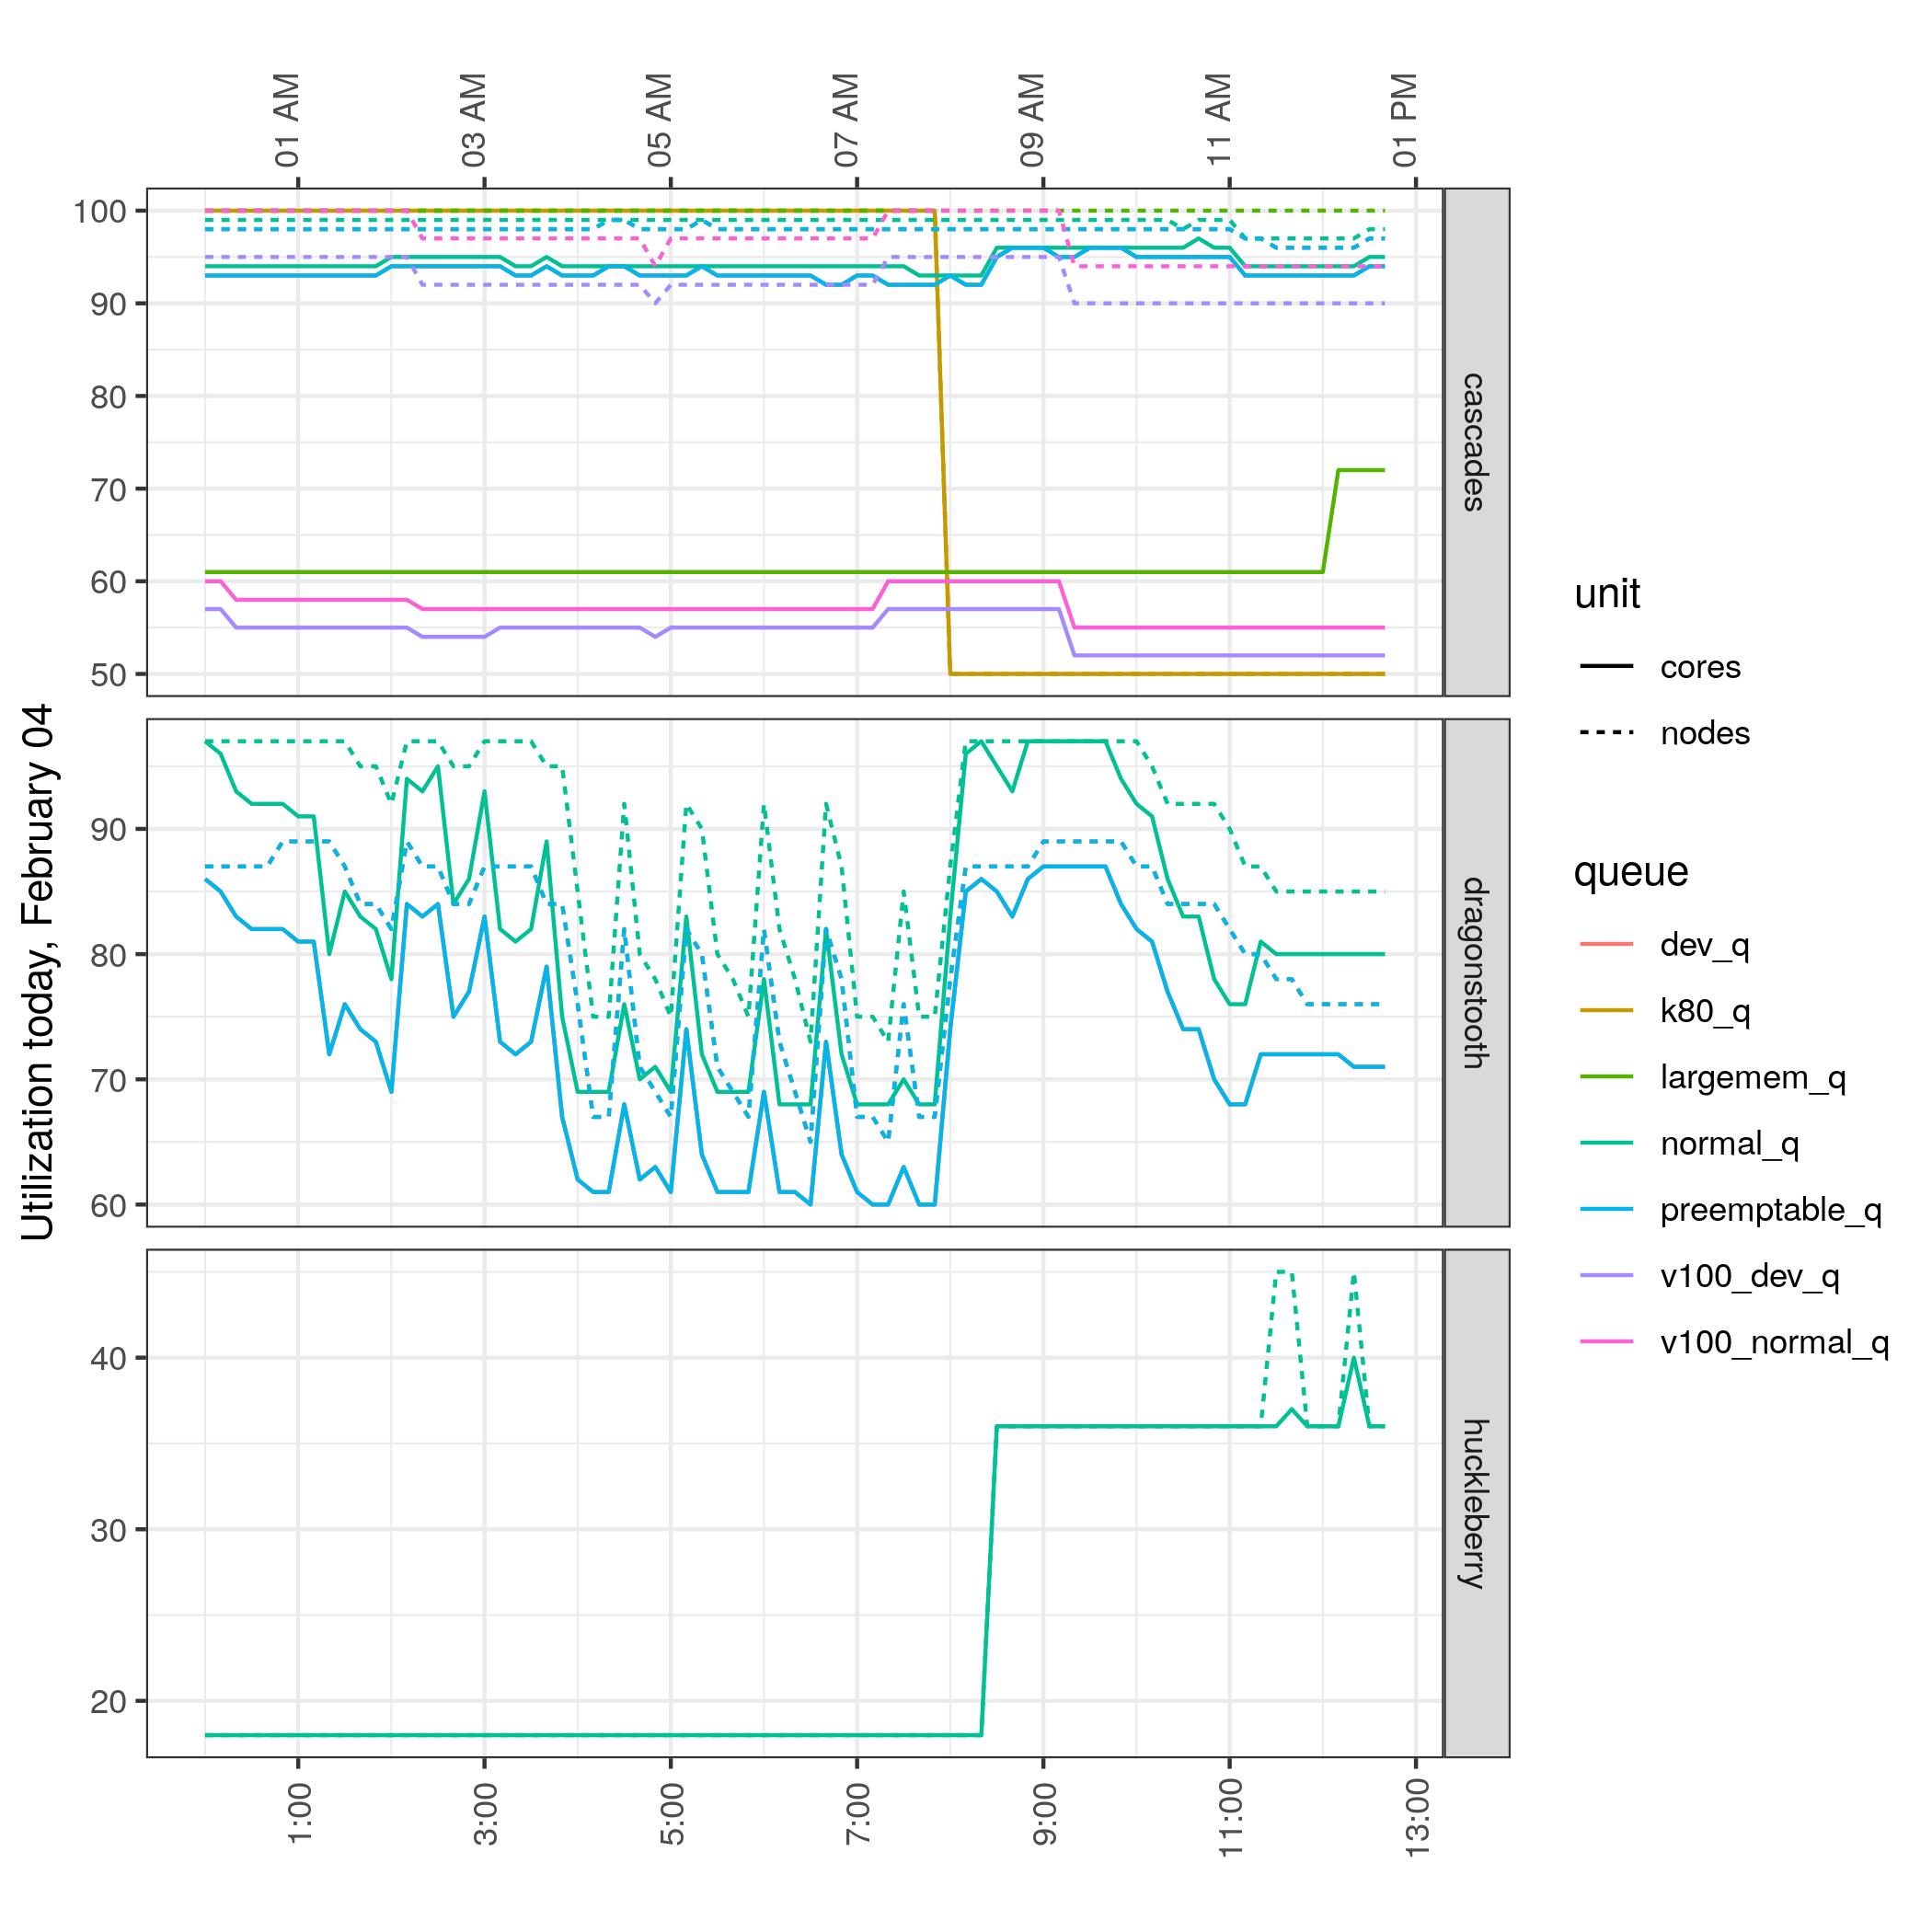 01 AM
03 AM
05 AM
07 AM
09 AM
11 AM
01 PM
Utilization today, February 04
100
90
80
70
60
50
cascades
90
80
70
60
dragonstooth
40
30
20
huckleberry
1:00
3:00
5:00
7:00
9:00
11:00
13:00
unit
cores
nodes
queue
dev_q
k80_q
largemem_q
normal_q
preemptable_q
v100_dev_q
v100_normal_q